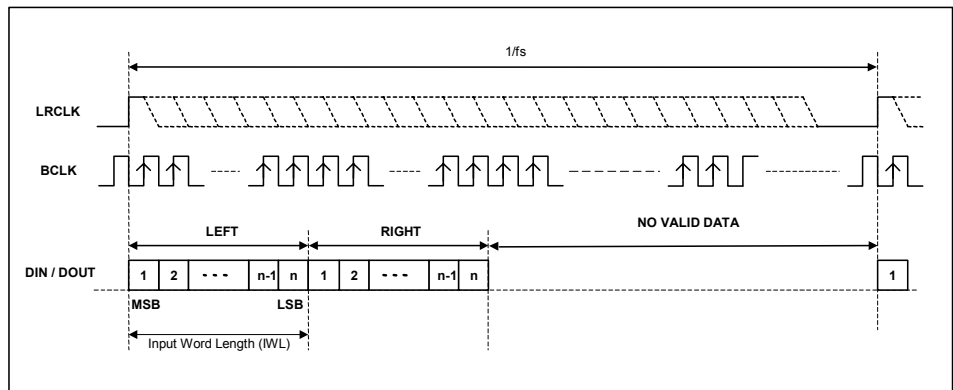 1/fs
LRCLK
BCLK
NO VALID DATA
LEFT RIGHT
DIN / DOUT 1 2 n-1 n 1 2 n-1 n 1
MSB LSB
Input Word Length (IWL)